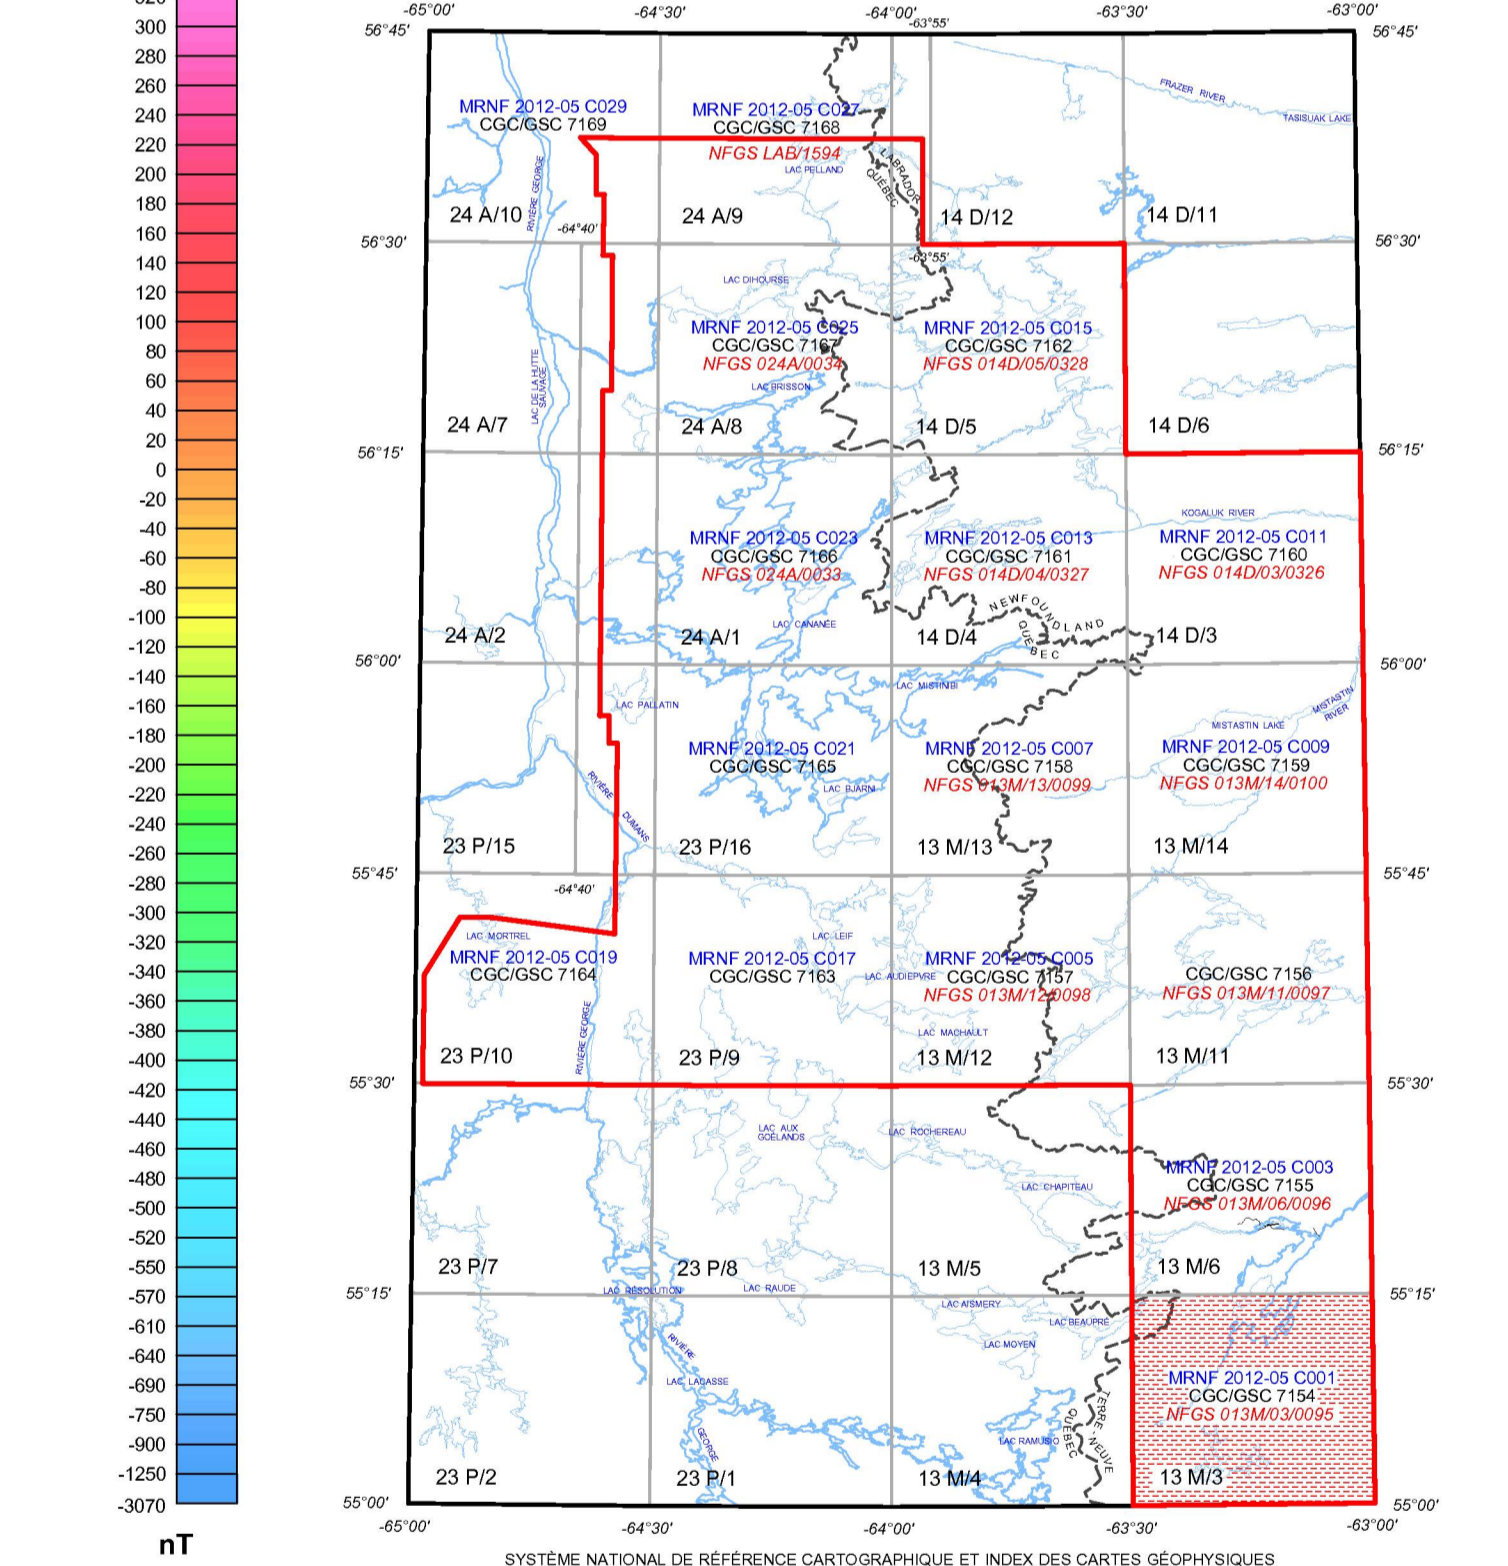 300
280
260
240
220
200
180
160
140
120
100
80
60
40
20
0
-20
-40
-60
-80
-100
-120
-140
-160
-180
-200
-220
-240
-260
-280
-300
-320
-340
-360
-380
-400
-420
-440
-460
-480
-500
-520
-550
-570
-610
-640
-690
-750
-900
-1250
-3070
nT
-65°00'
-64°30'
-64°00'
-63°55'
-63°30'
-63°00'
56°45'
56°45'
FRAZER RIVER
TASISUAK LAKE
MRNF 2012-05 C029
CGC/GSC 7169
MRNF 2012-05 C027
CGC/GSC 7168
NFGS LAB/1594
LAC PELLAND
LABRADOR
QUÉBEC
RIVIÈRE GEORGE
24 A/10
24 A/9
14 D/12
14 D/11
-64°40'
56°30'
56°30'
-63°55'
LAC DIHOURSE
MRNF 2012-05 C025
CGC/GSC 7167
NFGS 024A/0034
MRNF 2012-05 C015
CGC/GSC 7162
NFGS 014D/05/0328
LAC BRISSON
LAC DE LA HUTTE
SAUVAGE
24 A/7
24 A/8
14 D/5
14 D/6
56°15'
56°15'
KOGALUK RIVER
MRNF 2012-05 C023
CGC/GSC 7166
NFGS 024A/0033
MRNF 2012-05 C013
CGC/GSC 7161
NFGS 014D/04/0327
MRNF 2012-05 C011
CGC/GSC 7160
NFGS 014D/03/0326
NEWFOUNDLAND
QUÉBEC
LAC CANANÉE
24 A/2
24 A/1
14 D/4
14 D/3
56°00'
56°00'
LAC MISTINIBI
LAC PALLATIN
MISTASTIN LAKE
MISTASTIN
RIVER
MRNF 2012-05 C021
CGC/GSC 7165
MRNF 2012-05 C007
CGC/GSC 7158
NFGS 013M/13/0099
MRNF 2012-05 C009
CGC/GSC 7159
NFGS 013M/14/0100
LAC BJARNI
RIVIÈRE
DUMANS
23 P/15
23 P/16
13 M/13
13 M/14
55°45'
55°45'
-64°40'
LAC MORTREL
LAC LEIF
MRNF 2012-05 C019
CGC/GSC 7164
MRNF 2012-05 C017
CGC/GSC 7163
MRNF 2012-05 C005
CGC/GSC 7157
NFGS 013M/12/0098
CGC/GSC 7156
NFGS 013M/11/0097
LAC AUDIEPVRE
LAC MACHAULT
RIVIÈRE GEORGE
23 P/10
23 P/9
13 M/12
13 M/11
55°30'
55°30'
LAC AUX
GOÉLANDS
LAC ROCHEREAU
LAC CHAPITEAU
MRNF 2012-05 C003
CGC/GSC 7155
NFGS 013M/06/0096
23 P/7
23 P/8
13 M/5
13 M/6
LAC RÉSOLUTION
LAC RAUDE
55°15'
55°15'
LAC AISMERY
LAC BEAUPRÉ
LAC MOYEN
RIVIÈRE
LAC LACASSE
GEORGE
LAC RAMUSIO
QUÉBEC
TERRE-NEUVE
MRNF 2012-05 C001
CGC/GSC 7154
NFGS 013M/03/0095
23 P/2
23 P/1
13 M/4
13 M/3
55°00'
55°00'
-65°00'
-64°30'
-64°00'
-63°30'
-63°00'
SYSTÈME NATIONAL DE RÉFÉRENCE CARTOGRAPHIQUE ET INDEX DES CARTES GÉOPHYSIQUES